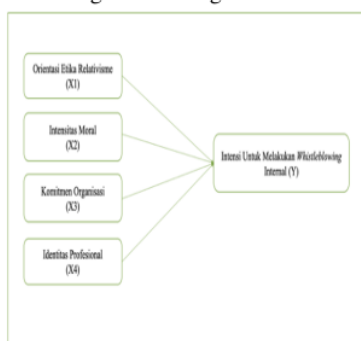 Orientasi Etika Relativisme
(X1)
Intensitas Moral
(X2)
Komitmen Organisasi
(X3)
Identitas Profesional
(X4)
Intensi Untuk Melakukan Whistleblowing
Internal (Y)